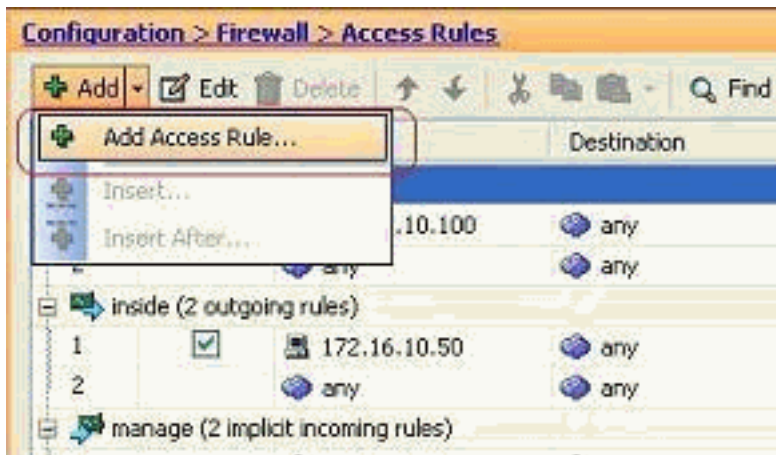 Configuration > Firewall > Access Rules
Add Edit Delete Find
Add Access Rule...
Destination
Insert...
.10.100 any
Insert After...
2 any any
inside (2 outgoing rules)
1 172.16.10.50 any
2 any any
manage (2 implicit incoming rules)